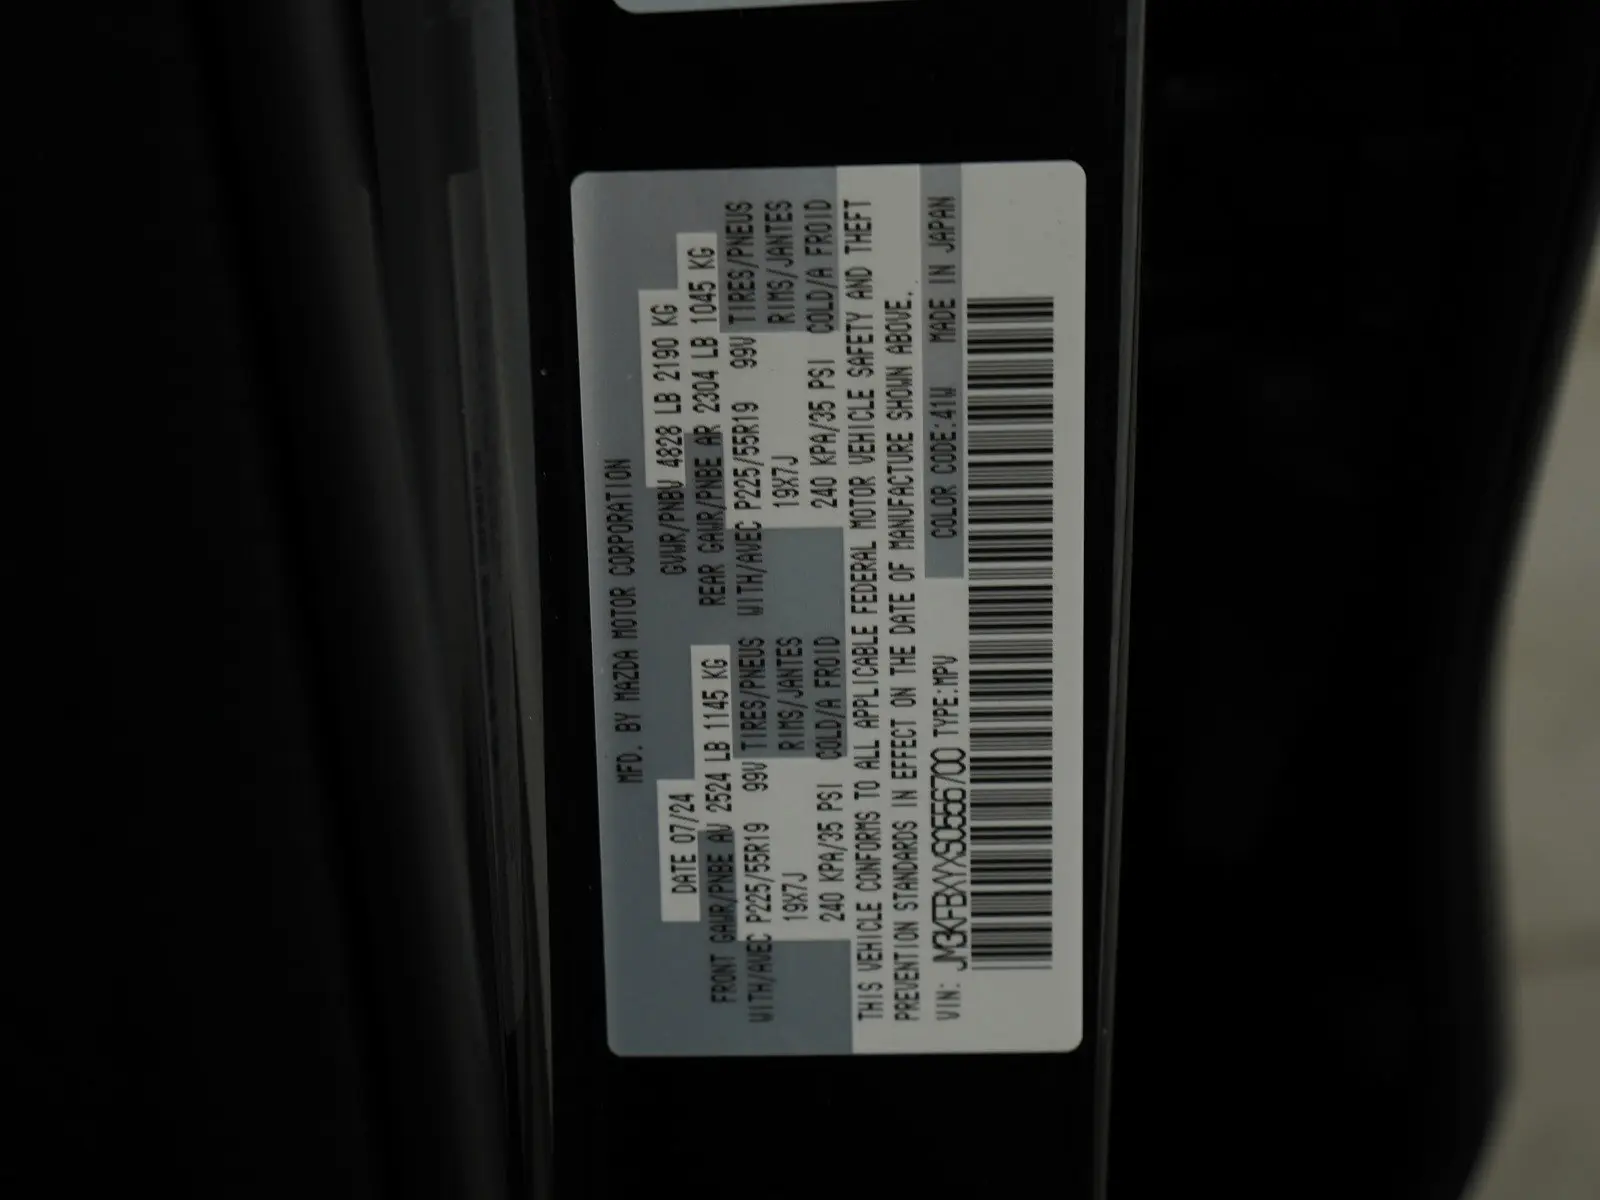 MFD. BY MAZDA MOTOR CORPORATION
DATE 07/24 GVWR/PNBV 4828 LB 2190 KG
FRONT GAWR/PNBE AV 2524 LB 1145 KG REAR GAWR/PNBE AR 2304 LB 1045 KG
WITH/AVEC P225/55R19 99V TIRES/PNEUS WITH/AVEC P225/55R19 99V TIRES/PNEUS
19X7J RIMS/JANTES 19X7J RIMS/JANTES
240 KPA/35 PSI COLD/A FROID 240 KPA/35 PSI COLD/A FROID
THIS VEHICLE CONFORMS TO ALL APPLICABLE FEDERAL MOTOR VEHICLE SAFETY AND THEFT
PREVENTION STANDARDS IN EFFECT ON THE DATE OF MANUFACTURE SHOWN ABOVE.
VIN: JM3KFBXYXS0556700 TYPE:MPV COLOR CODE:41W MADE IN JAPAN